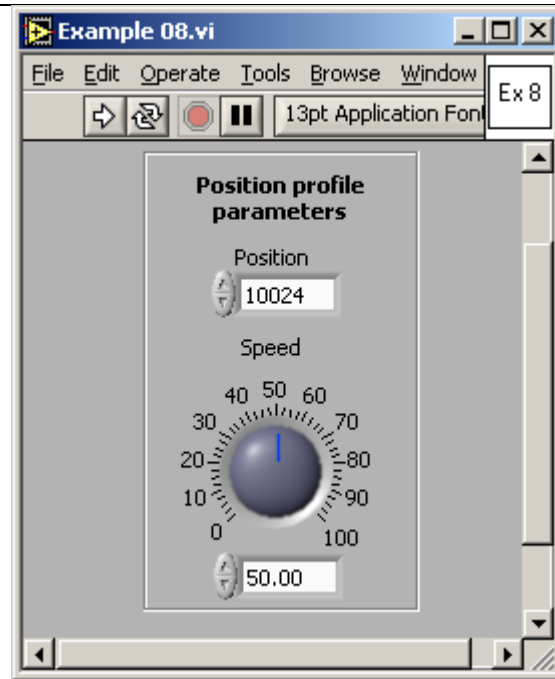 Example 08.vi
File Edit Operate Tools Browse Window
Ex 8
13pt Application Font
Position profile
parameters
Position
10024
Speed
40 50 60
30 70
20 80
10 90
0 100
50.00